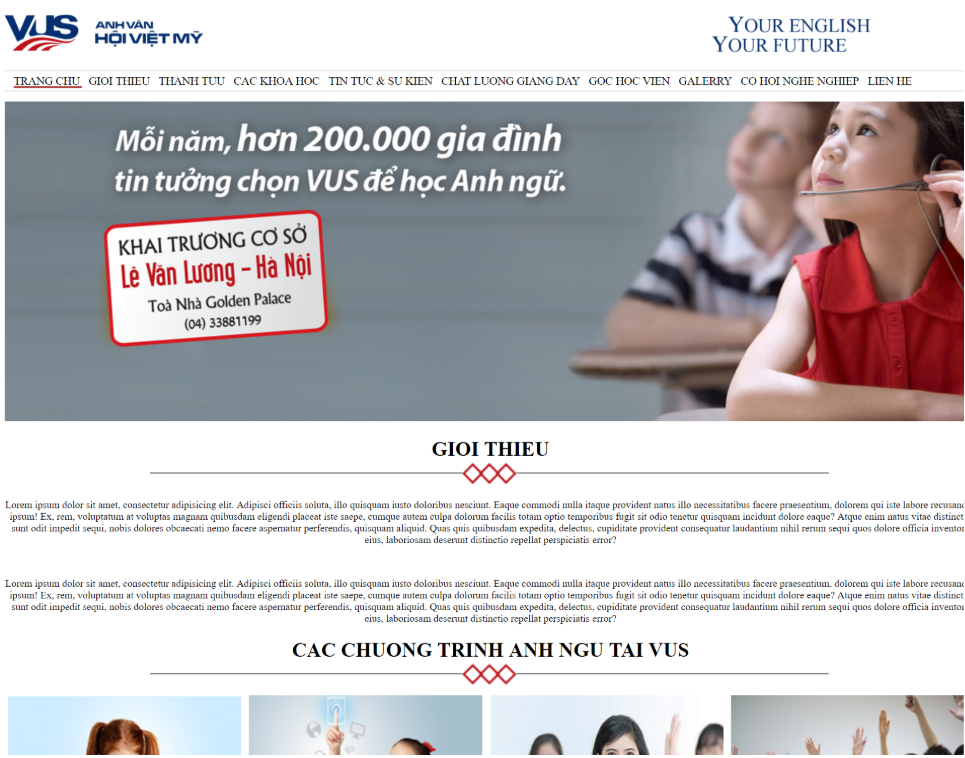 VUS ANH VĂN
HỘI VIỆT MỸ
YOUR ENGLISH
YOUR FUTURE
TRANG CHU GIOI THIEU THANH TUU CAC KHOA HOC TIN TUC & SU KIEN CHAT LUONG GIANG DAY GOC HOC VIEN GALERRY CO HOI NGHE NGHIEP LIEN HE
Mỗi năm, hơn 200.000 gia đình
tin tưởng chọn VUS để học Anh ngữ.
KHAI TRƯƠNG CƠ SỞ
Lê Văn Lương - Hà Nội
Toà Nhà Golden Palace
(04) 33881199
GIOI THIEU
Lorem ipsum dolor sit amet, consectetur adipisicing elit. Adipisci officiis soluta, illo quisquam iusto doloribus nesciunt. Eaque commodi nulla itaque provident natus illo necessitatibus facere praesentium, dolorem qui iste labore recusand
ipsum! Ex, rem, voluptatum at voluptas magnam quibusdam eligendi placeat iste saepe, cumque autem culpa dolorum facilis totam optio temporibus fugit sit odio tenetur quisquam incidunt dolore eaque? Atque enim natus vitae distinct
sunt odit impedit sequi, nobis dolores obcaecati nemo facere aspernatur perferendis, quisquam aliquid. Quas quis quibusdam expedita, delectus, cupiditate provident consequatur laudantium nihil rerum sequi quos dolore officia inventor
eius, laboriosam deserunt distinctio repellat perspiciatis error?
Lorem ipsum dolor sit amet, consectetur adipisicing elit. Adipisci officiis soluta, illo quisquam iusto doloribus nesciunt. Eaque commodi nulla itaque provident natus illo necessitatibus facere praesentium, dolorem qui iste labore recusand
ipsum! Ex, rem, voluptatum at voluptas magnam quibusdam eligendi placeat iste saepe, cumque autem culpa dolorum facilis totam optio temporibus fugit sit odio tenetur quisquam incidunt dolore eaque? Atque enim natus vitae distinct
sunt odit impedit sequi, nobis dolores obcaecati nemo facere aspernatur perferendis, quisquam aliquid. Quas quis quibusdam expedita, delectus, cupiditate provident consequatur laudantium nihil rerum sequi quos dolore officia inventor
eius, laboriosam deserunt distinctio repellat perspiciatis error?
CAC CHUONG TRINH ANH NGU TAI VUS